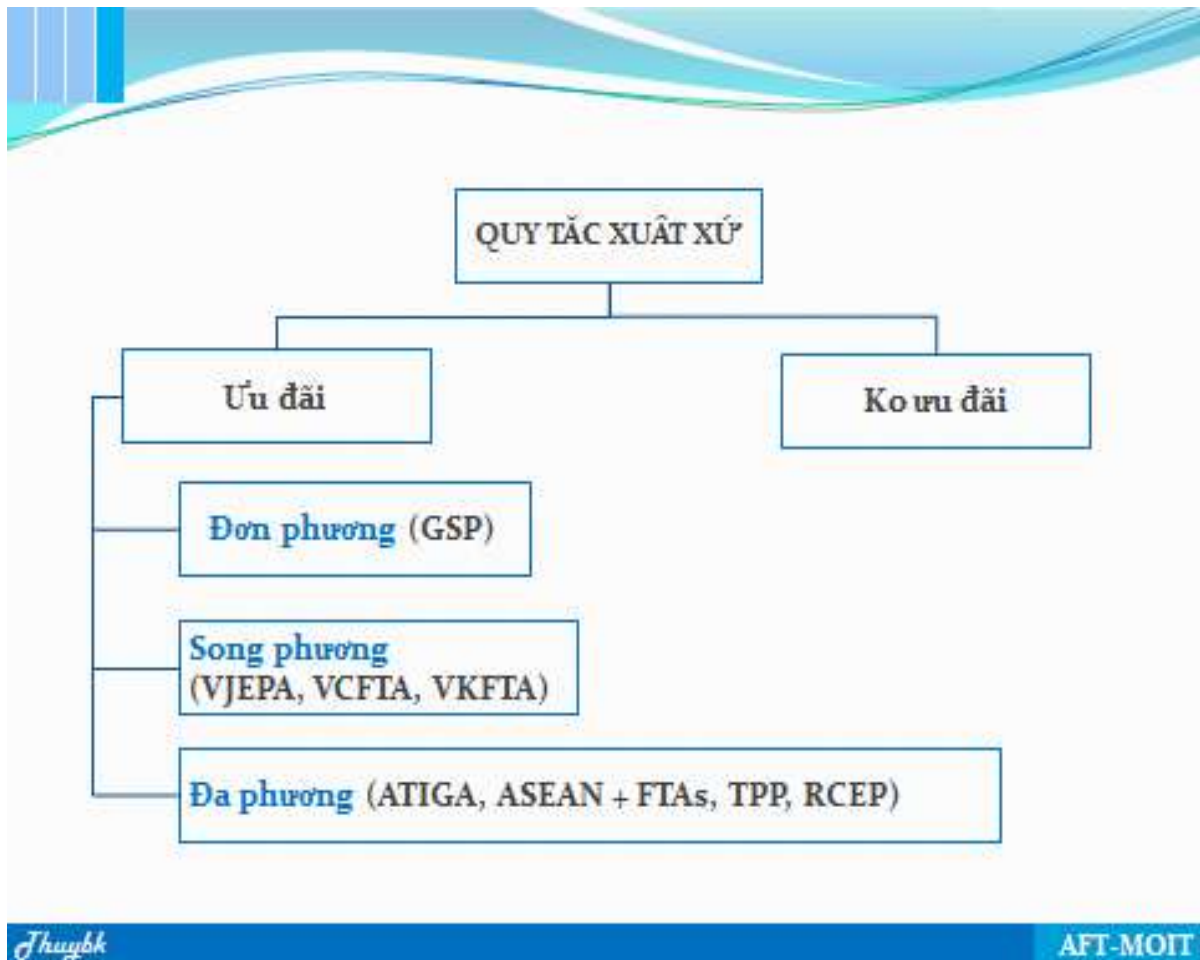 QUY TẮC XUẤT XỨ
Ưu đãi
Ko ưu đãi
Đơn phương (GSP)
Song phương
(VJEPA, VCFTA, VKFTA)
Đa phương (ATIGA, ASEAN + FTAs, TPP, RCEP)
Thuybk
AFT-MOIT